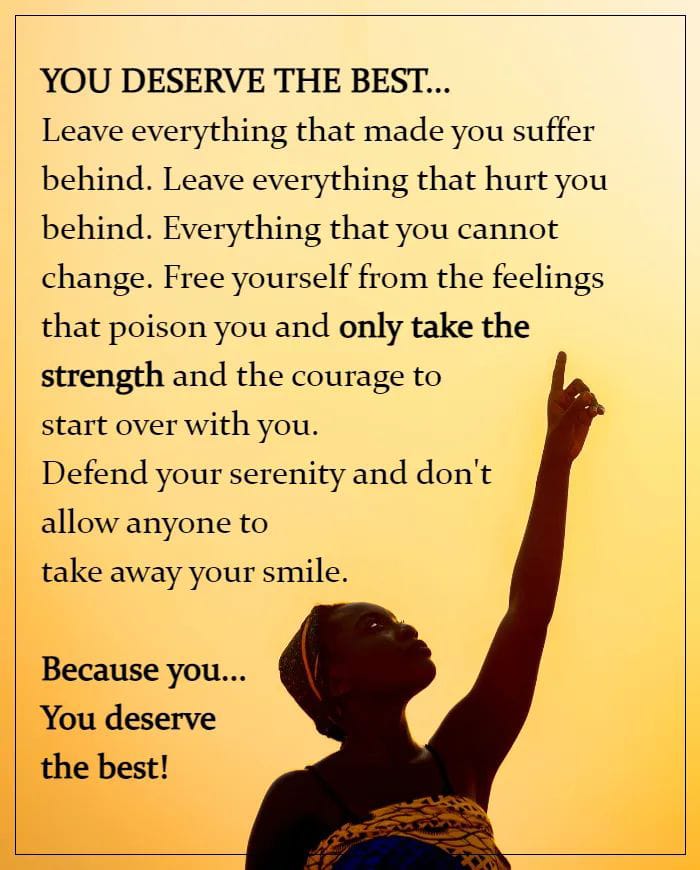 YOU DESERVE THE BEST...
Leave everything that made you suffer
behind. Leave everything that hurt you
behind. Everything that you cannot
change. Free yourself from the feelings
that poison you and only take the
strength and the courage to
start over with you.
Defend your serenity and don't
allow anyone to
take away your smile.
Because you...
You deserve
the best!